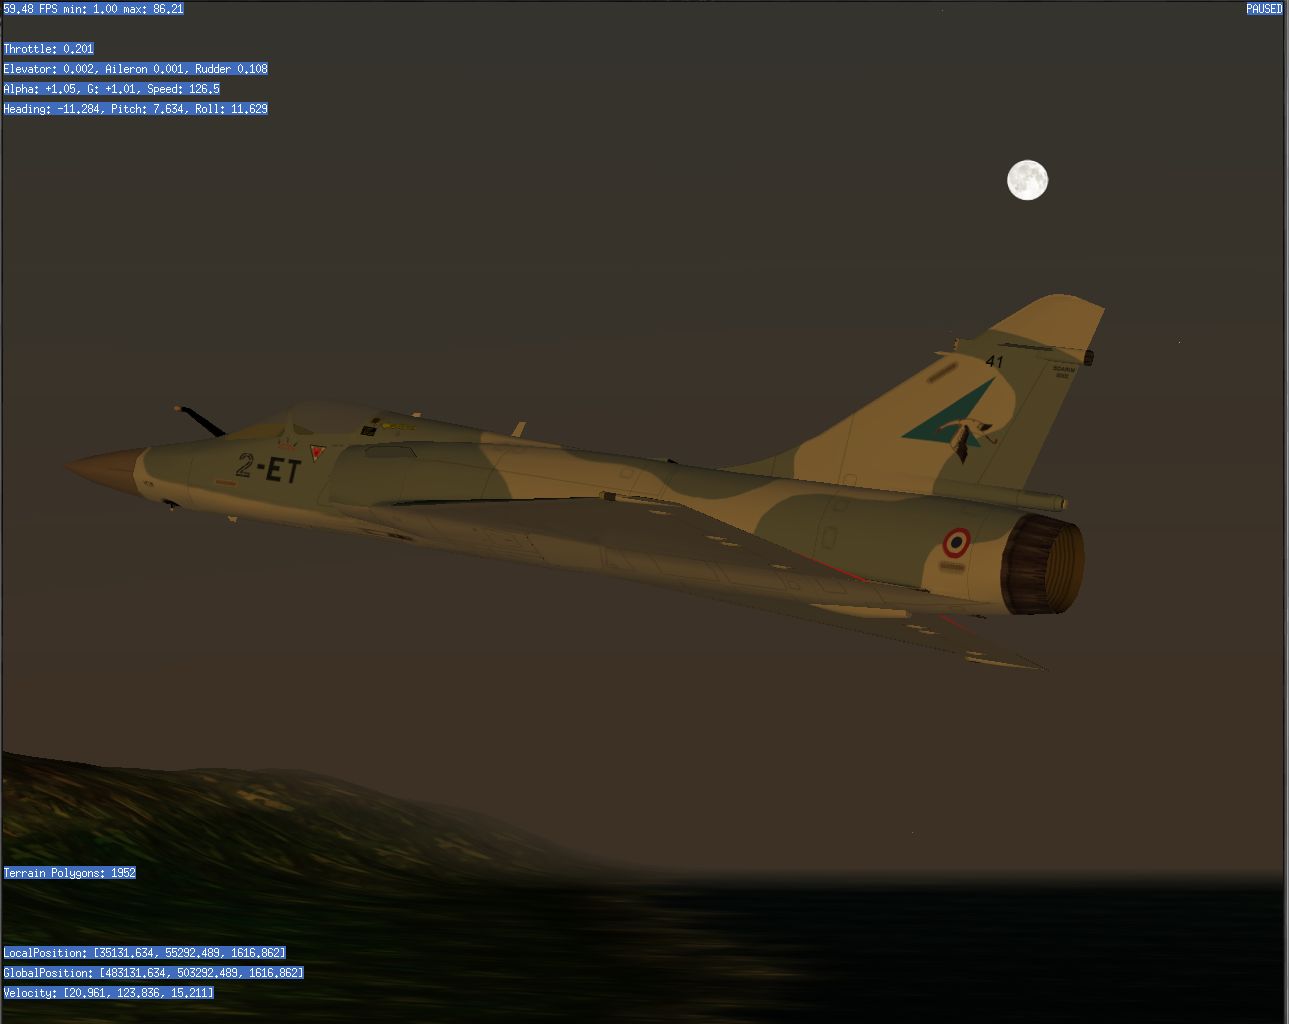 59.48 FPS min: 1.00 max: 86.21
PAUSED
Throttle: 0.201
Elevator: 0.002, Aileron 0.001, Rudder 0.108
Alpha: +1.05, G: +1.01, Speed: 126.5
Heading: -11.284, Pitch: 7.634, Roll: 11.629
41
2-ET
Terrain Polygons: 1952
LocalPosition: [35131.634, 55292.489, 1616.862]
GlobalPosition: [483131.634, 503292.489, 1616.862]
Velocity: [20.961, 123.836, 15.211]